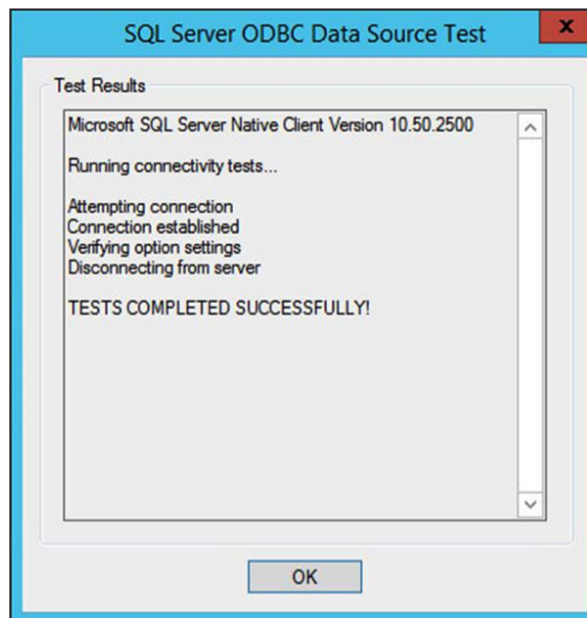 SQL Server ODBC Data Source Test
x
Test Results
Microsoft SQL Server Native Client Version 10.50.2500
Running connectivity tests...
Attempting connection
Connection established
Verifying option settings
Disconnecting from server
TESTS COMPLETED SUCCESSFULLY!
OK